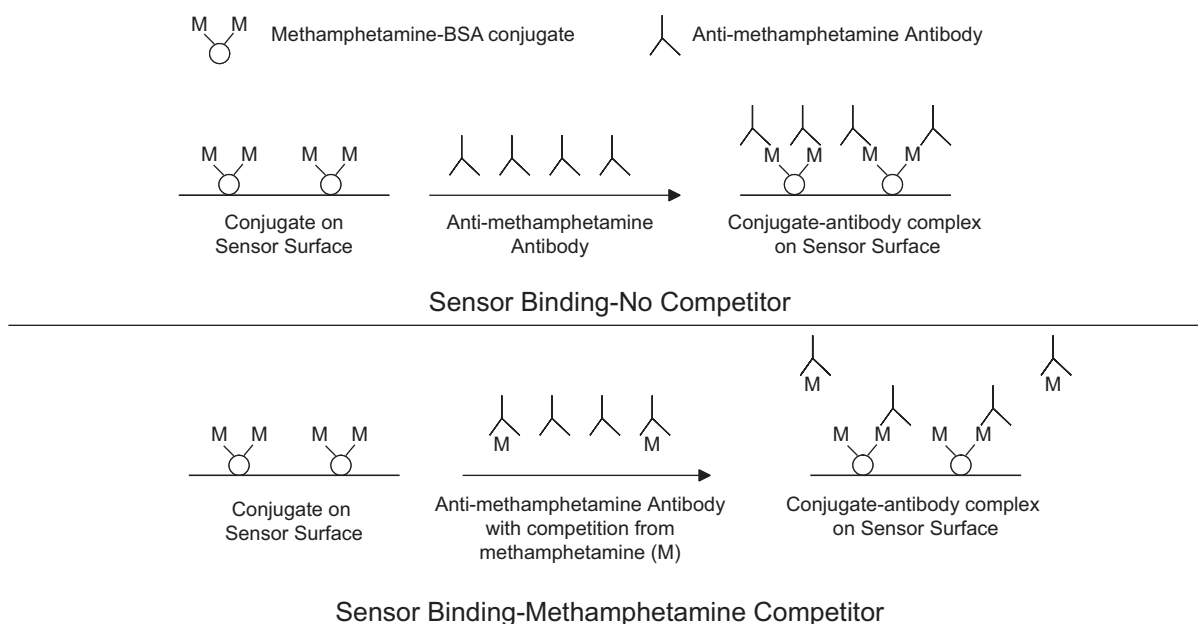 M M
Methamphetamine-BSA conjugate
Anti-methamphetamine Antibody
M M M M
M M M M
Conjugate on
Sensor Surface
Anti-methamphetamine
Antibody
Conjugate-antibody complex
on Sensor Surface
Sensor Binding-No Competitor
M M
M M
M M M M
M M M M
Conjugate on
Sensor Surface
Anti-methamphetamine Antibody
with competition from
methamphetamine (M)
Conjugate-antibody complex
on Sensor Surface
Sensor Binding-Methamphetamine Competitor